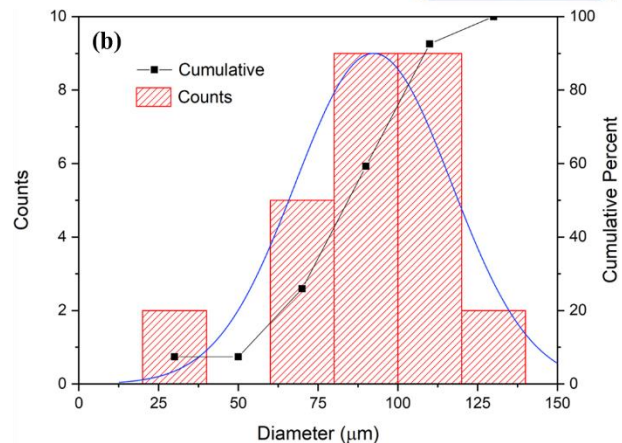 (b)
Cumulative
Counts
Counts
10
8
6
4
2
0
100
80
60
40
20
0
Cumulative Percent
0 25 50 75 100 125 150
Diameter (μm)